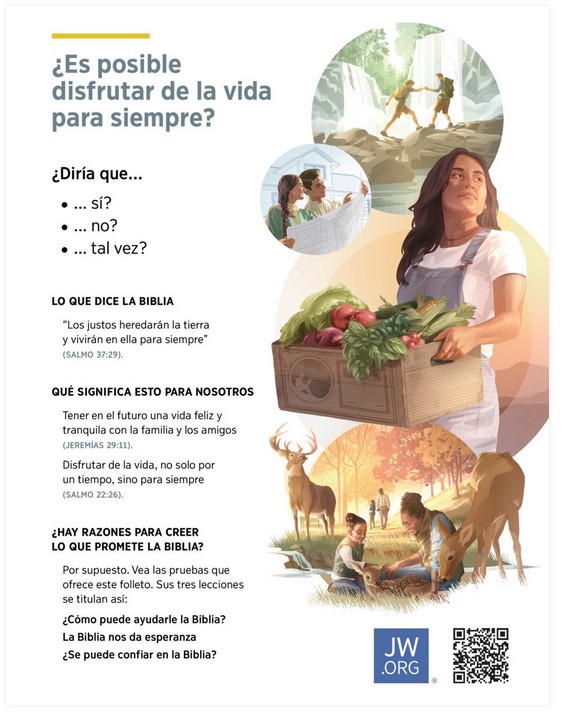 ¿Es posible
disfrutar de la vida
para siempre?
¿Diría que...
• ... sí?
• ... no?
• ... tal vez?
LO QUE DICE LA BIBLIA
“Los justos heredarán la tierra
y vivirán en ella para siempre”
(SALMO 37:29).
QUÉ SIGNIFICA ESTO PARA NOSOTROS
Tener en el futuro una vida feliz y
tranquila con la familia y los amigos
(JEREMÍAS 29:11).
Disfrutar de la vida, no solo por
un tiempo, sino para siempre
(SALMO 22:26).
¿HAY RAZONES PARA CREER
LO QUE PROMETE LA BIBLIA?
Por supuesto. Vea las pruebas que
ofrece este folleto. Sus tres lecciones
se titulan así:
¿Cómo puede ayudarle la Biblia?
La Biblia nos da esperanza
¿Se puede confiar en la Biblia?
JW
.ORG
®